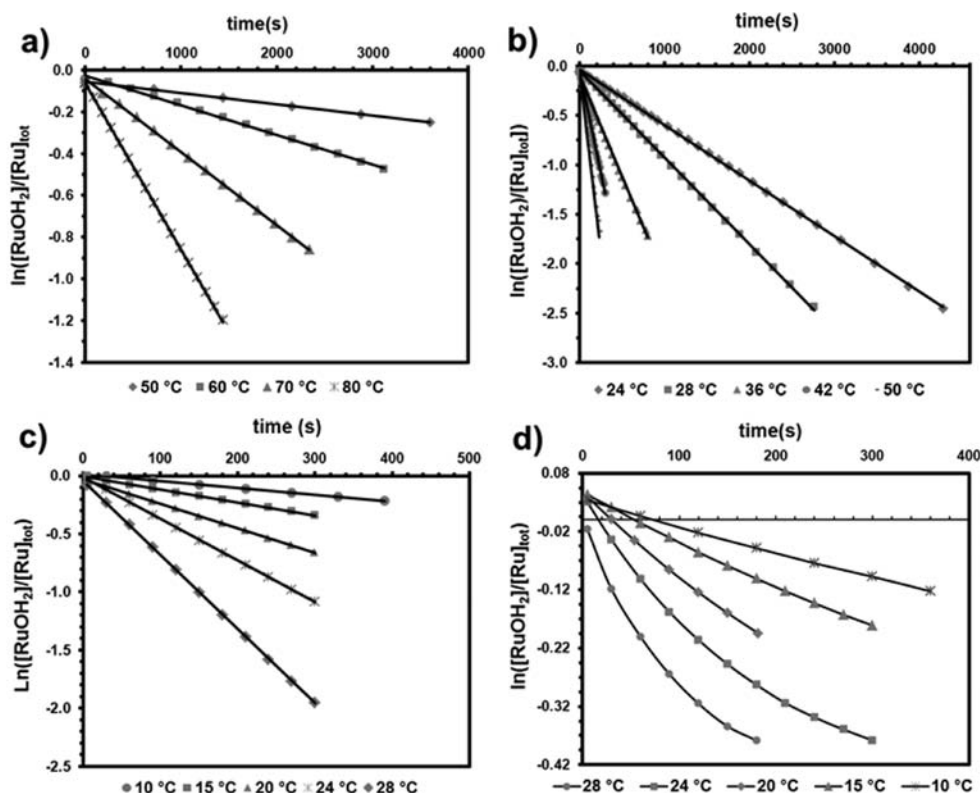 a)
time(s)
0 1000 2000 3000 4000
0.0
-0.2
-0.4
-0.6
-0.8
-1.0
-1.2
-1.4
ln([RuOH₂]/[Ru]tot
50 °C 60 °C 70 °C 80 °C
b)
time(s)
0 1000 2000 3000 4000
0.0
-0.5
-1.0
-1.5
-2.0
-2.5
-3.0
ln([RuOH₂)/[Ru]tot])
24 °C 28 °C 36 °C 42 °C 50 °C
c)
time (s)
0 100 200 300 400 500
0.0
-0.5
-1.0
-1.5
-2.0
-2.5
Ln([RuOH₂]/[Ru]tot)
10 °C 15 °C 20 °C 24 °C 28 °C
d)
time(s)
0 100 200 300 400
0.08
-0.02
-0.12
-0.22
-0.32
-0.42
ln([RuOH₂]/[Ru]tot)
28 °C 24 °C 20 °C 15 °C 10 °C